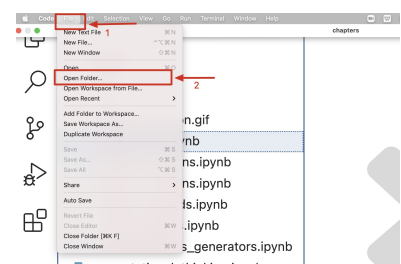 Code File Edit Selection View Go Run Terminal Window Help
chapters
New Text File 1 ⌘N
New File... ^⌥⌘N
New Window ⇧⌘N
Open... ⌘O
Open Folder... 2
Open Workspace from File...
Open Recent >
Add Folder to Workspace...
Save Workspace As...
Duplicate Workspace
Save ⌘S
Save As... ⇧⌘S
Save All ⌥⌘S
Share >
Auto Save
Revert File
Close Editor ⌘W
Close Folder [⌘K F]
Close Window ⌘W
on.gif
ynb
ns.ipynb
ns.ipynb
ds.ipynb
.ipynb
s_generators.ipynb